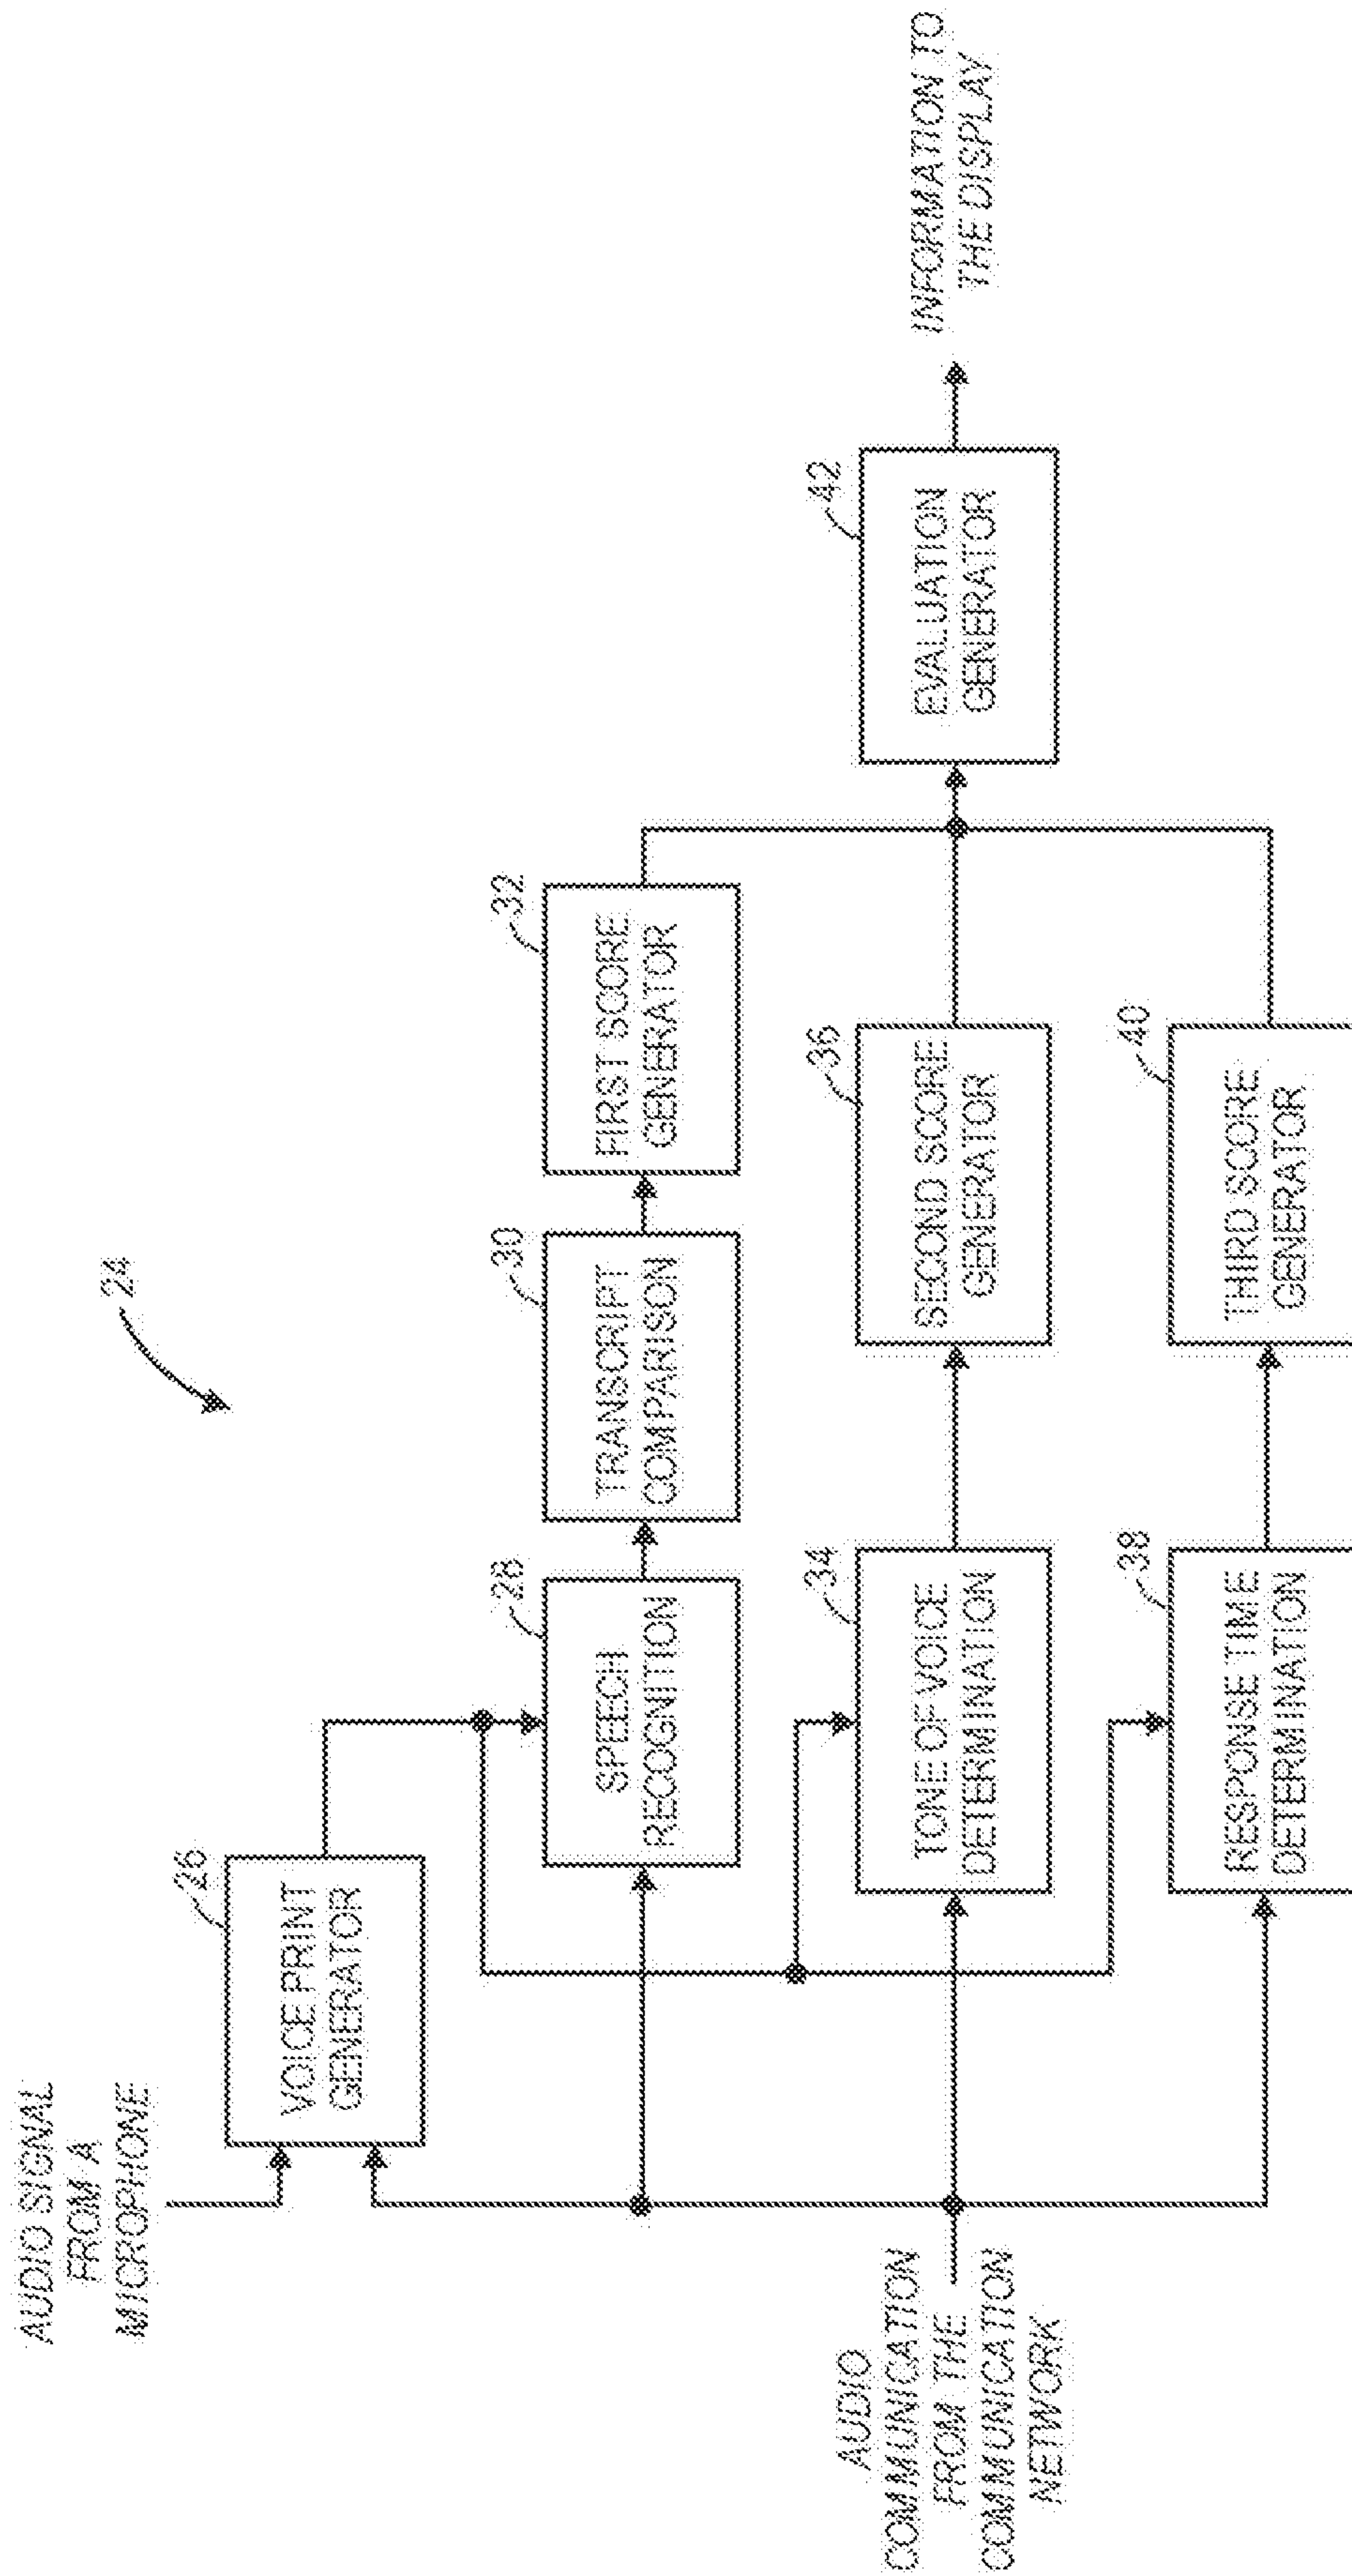 24
AUDIO SIGNAL
FROM A
MICROPHONE
26
VOICE PRINT
GENERATOR
28
SPEECH
RECOGNITION
30
TRANSCRIPT
COMPARISON
32
FIRST SCORE
GENERATOR
AUDIO
COMMUNICATION
FROM THE
COMMUNICATION
NETWORK
34
TONE OF VOICE
DETERMINATION
36
SECOND SCORE
GENERATOR
42
EVALUATION
GENERATOR
INFORMATION TO
THE DISPLAY
38
RESPONSE TIME
DETERMINATION
40
THIRD SCORE
GENERATOR